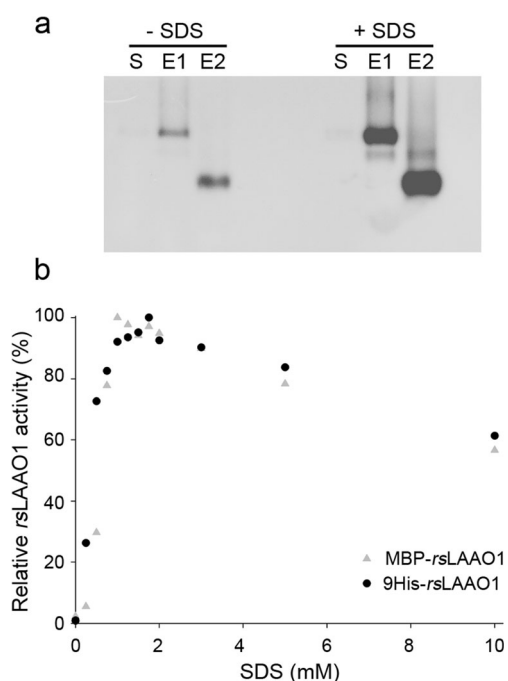 a
- SDS + SDS
S E1 E2 S E1 E2
b
Relative rsLAAO1 activity (%)
100
80
60
40
20
0
MBP-rsLAAO1
9His-rsLAAO1
0 2 4 6 8 10
SDS (mM)